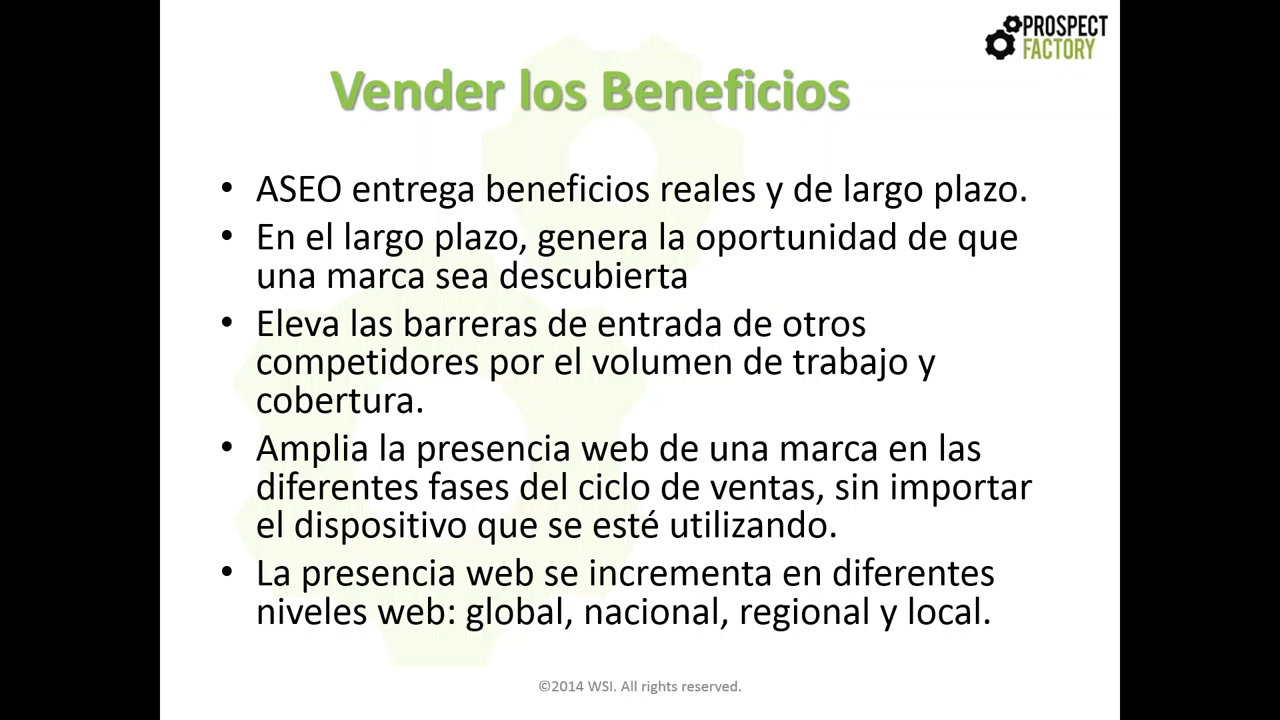 PROSPECT
FACTORY
Vender los Beneficios
• ASEO entrega beneficios reales y de largo plazo.
• En el largo plazo, genera la oportunidad de que
una marca sea descubierta
• Eleva las barreras de entrada de otros
competidores por el volumen de trabajo y
cobertura.
• Amplia la presencia web de una marca en las
diferentes fases del ciclo de ventas, sin importar
el dispositivo que se esté utilizando.
• La presencia web se incrementa en diferentes
niveles web: global, nacional, regional y local.
©2014 WSI. All rights reserved.